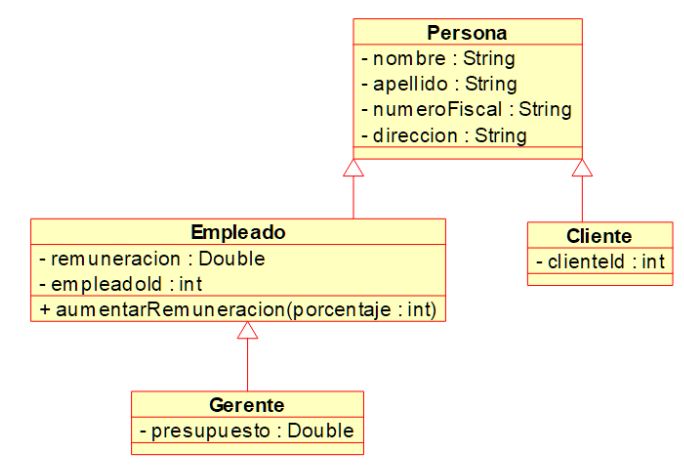 Persona
- nombre : String
- apellido : String
- numeroFiscal : String
- direccion : String
Empleado
- remuneracion : Double
- empleadoId : int
+ aumentarRemuneracion(porcentaje : int)
Cliente
- clienteId : int
Gerente
- presupuesto : Double